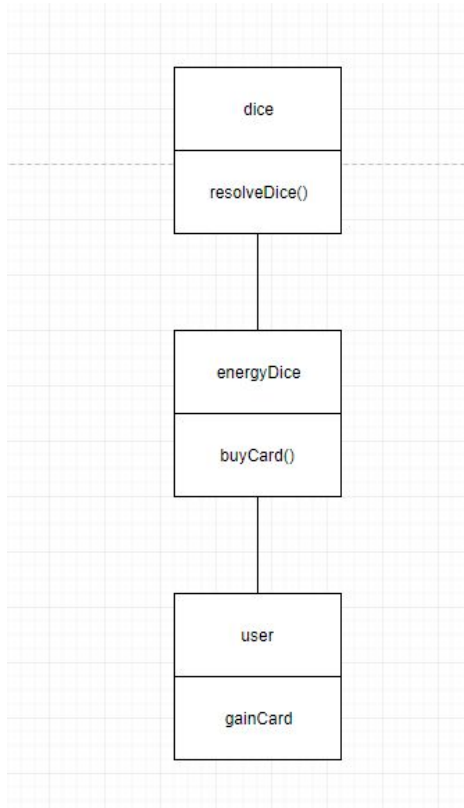 dice
resolveDice()
energyDice
buyCard()
user
gainCard